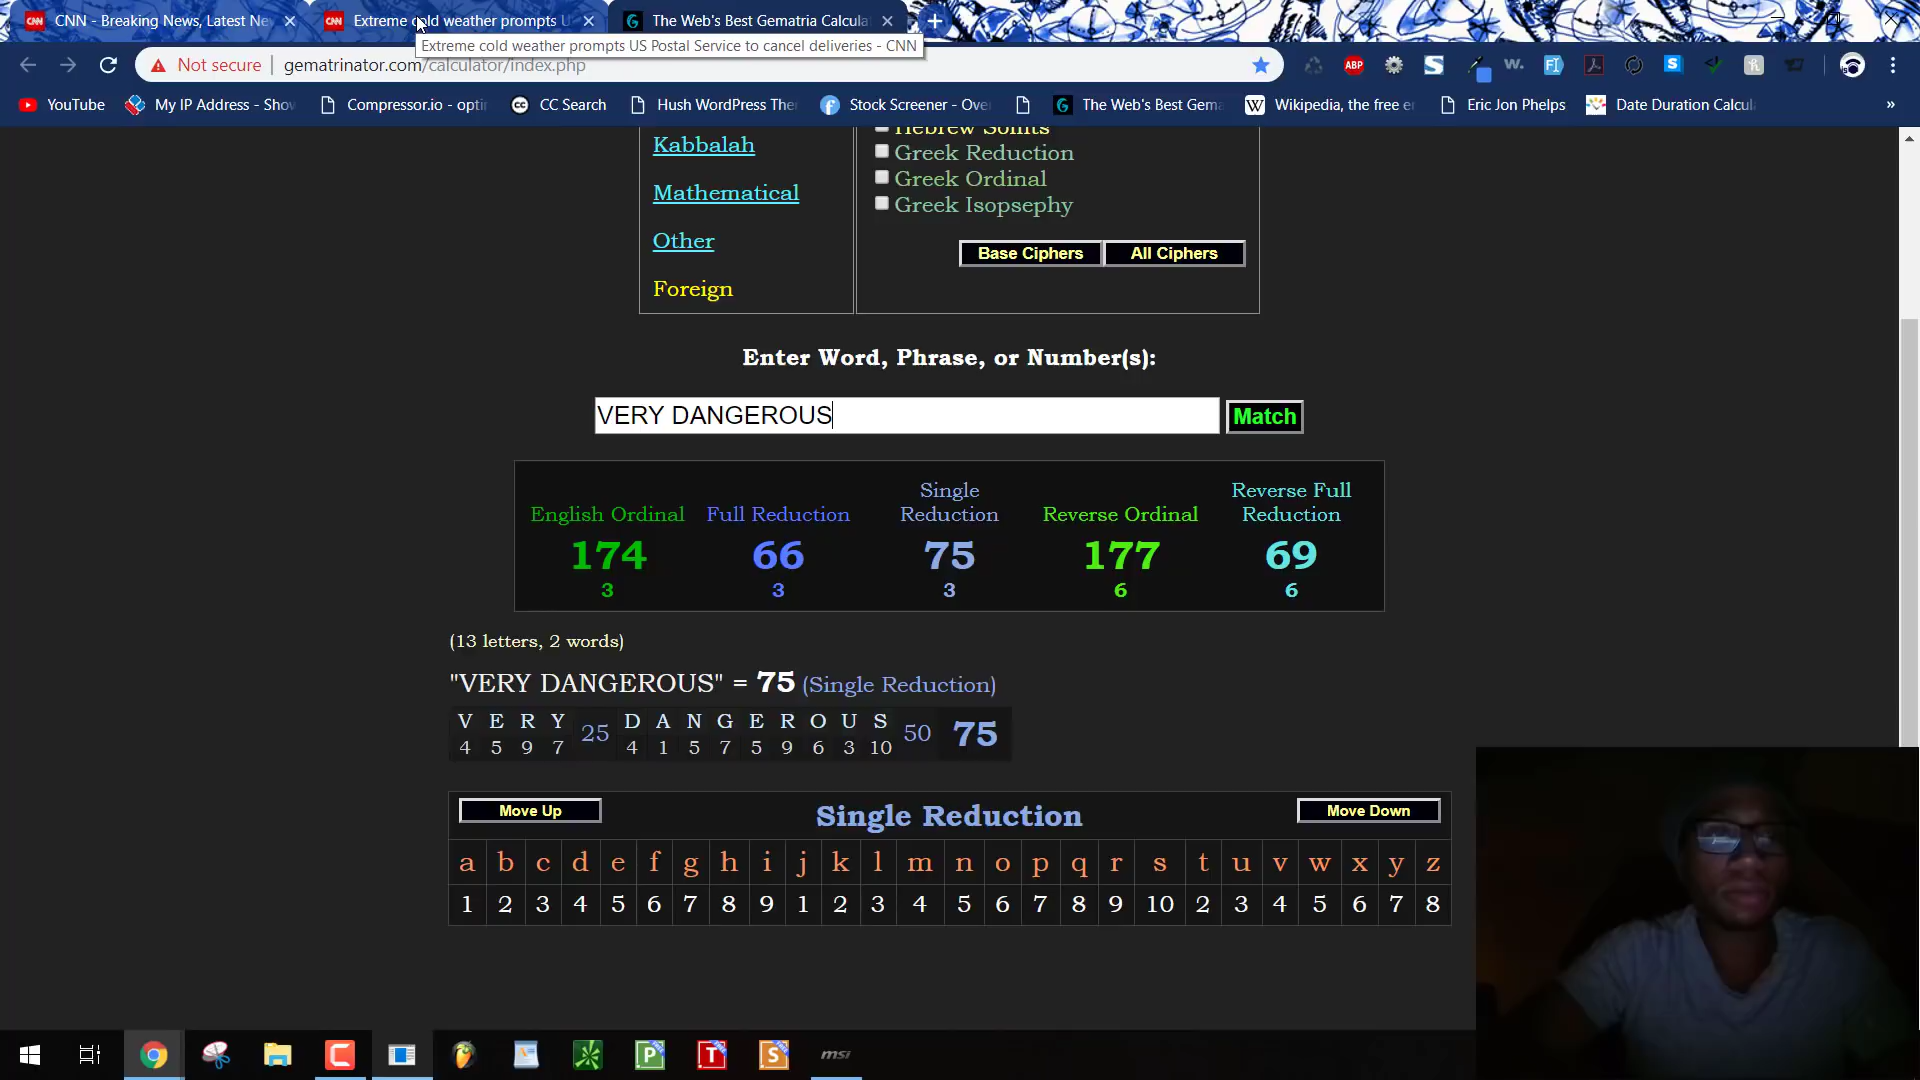 CNN - Breaking News, Latest Ne
Extreme cold weather prompts U
The Web's Best Gematria Calcula
Extreme cold weather prompts US Postal Service to cancel deliveries - CNN
Not secure | gematrinator.com/calculator/index.php
YouTube My IP Address - Show Compressor.io - opti CC Search Hush WordPress The Stock Screener - Ove The Web's Best Gema Wikipedia, the free e Eric Jon Phelps Date Duration Calcul »
Kabbalah
Mathematical
Other
Foreign
Hebrew Soffits
Greek Reduction
Greek Ordinal
Greek Isopsephy
Base Ciphers All Ciphers
Enter Word, Phrase, or Number(s):
VERY DANGEROUS Match
English Ordinal Full Reduction Single Reduction Reverse Ordinal Reverse Full Reduction
174 66 75 177 69
3 3 3 6 6
(13 letters, 2 words)
"VERY DANGEROUS" = 75 (Single Reduction)
V E R Y 25 D A N G E R O U S 50 75
4 5 9 7 4 1 5 7 5 9 6 3 10
Move Up Single Reduction Move Down
a b c d e f g h i j k l m n o p q r s t u v w x y z
1 2 3 4 5 6 7 8 9 1 2 3 4 5 6 7 8 9 10 2 3 4 5 6 7 8
msi